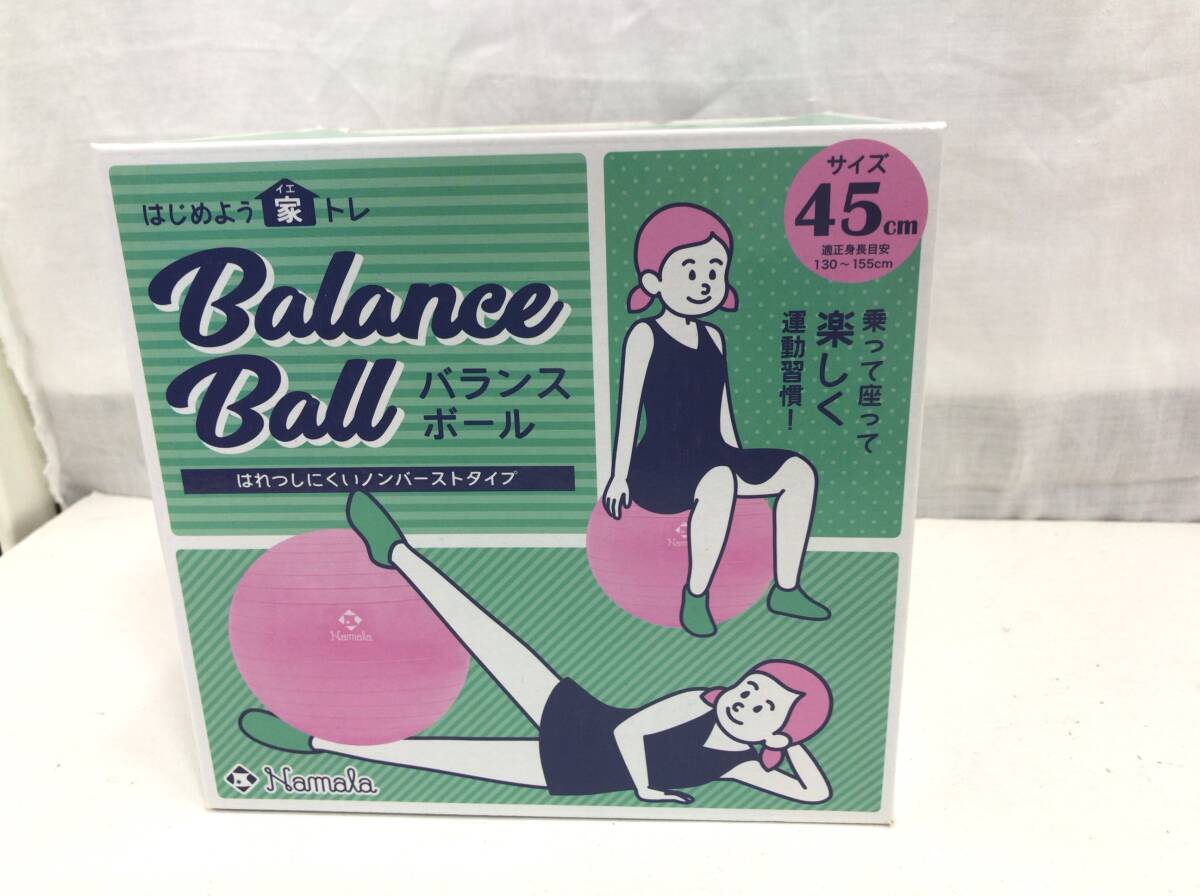 はじめよう家トレ
イエ
Balance
Ball
バランス
ボール
はれつしにくいノンバーストタイプ
サイズ
45cm
適正身長目安
130～155cm
乗って座って
楽しく
運動習慣！
Namala
Namala
Namala